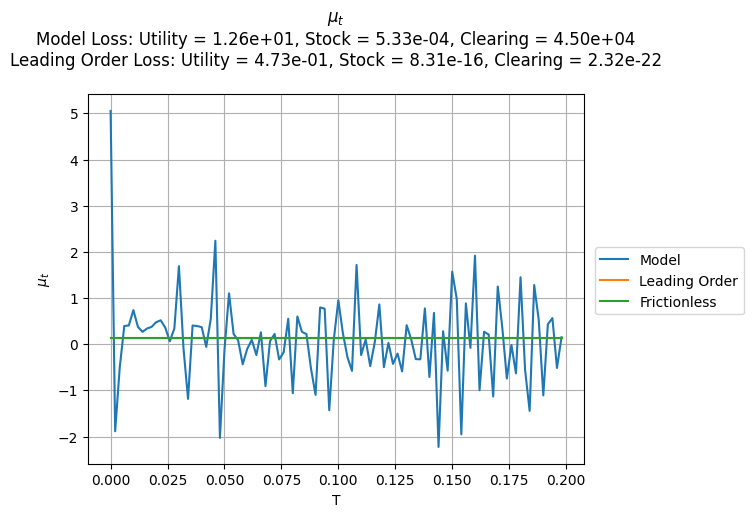 μₜ
Model Loss: Utility = 1.26e+01, Stock = 5.33e-04, Clearing = 4.50e+04
Leading Order Loss: Utility = 4.73e-01, Stock = 8.31e-16, Clearing = 2.32e-22
5
4
3
2
1
0
−1
−2
μₜ
0.000 0.025 0.050 0.075 0.100 0.125 0.150 0.175 0.200
T
Model
Leading Order
Frictionless